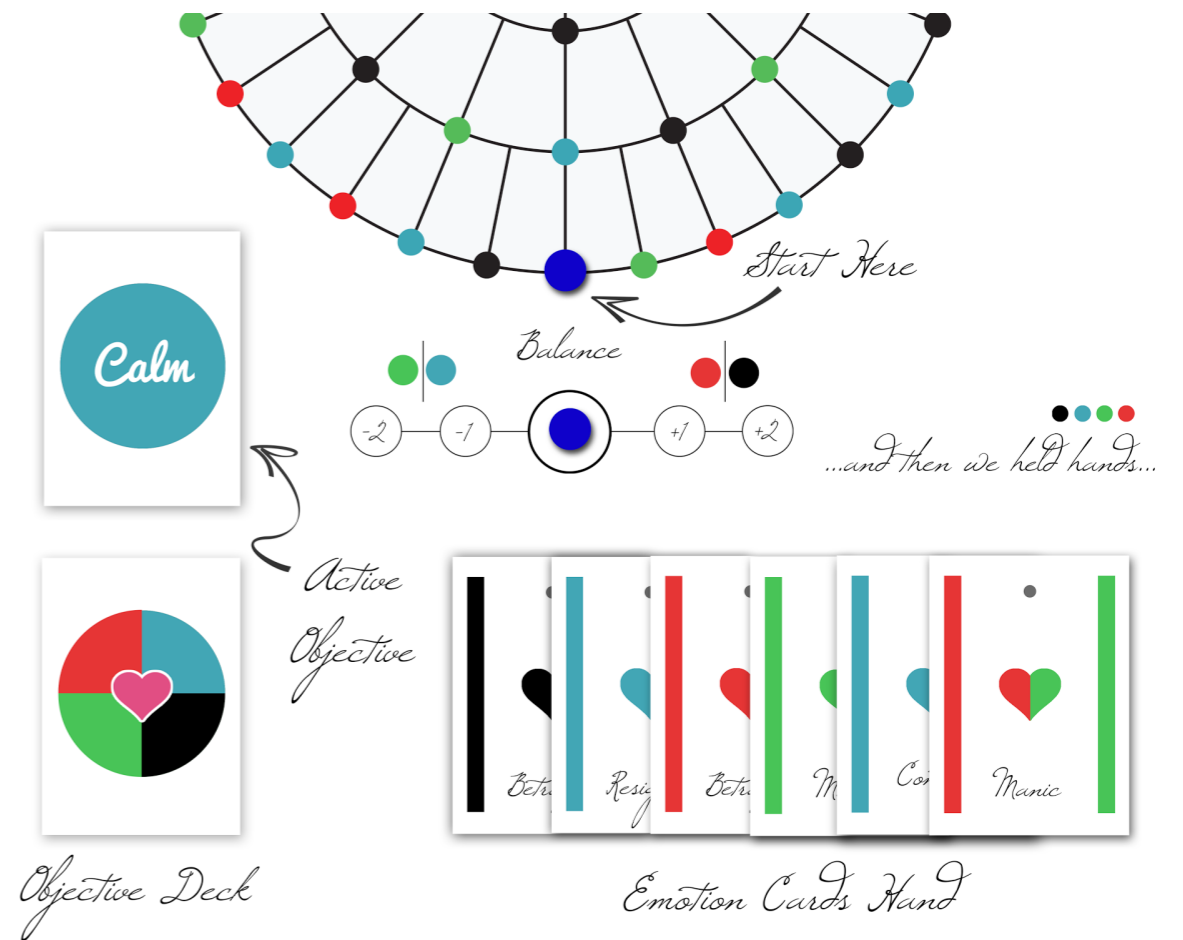 Start Here
Balance
Calm
-2 -1 +1 +2
...and then we held hands...
Active
Objective
Manic
Objective Deck
Emotion Cards Hand